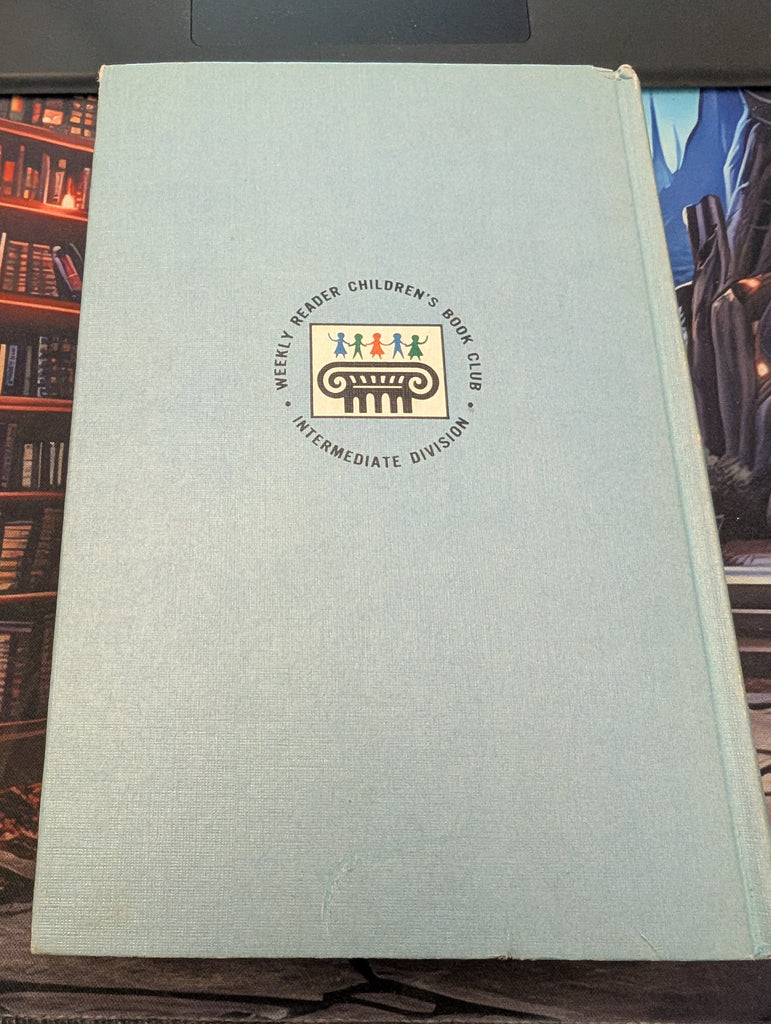 • WEEKLY READER CHILDREN'S BOOK CLUB •
INTERMEDIATE DIVISION